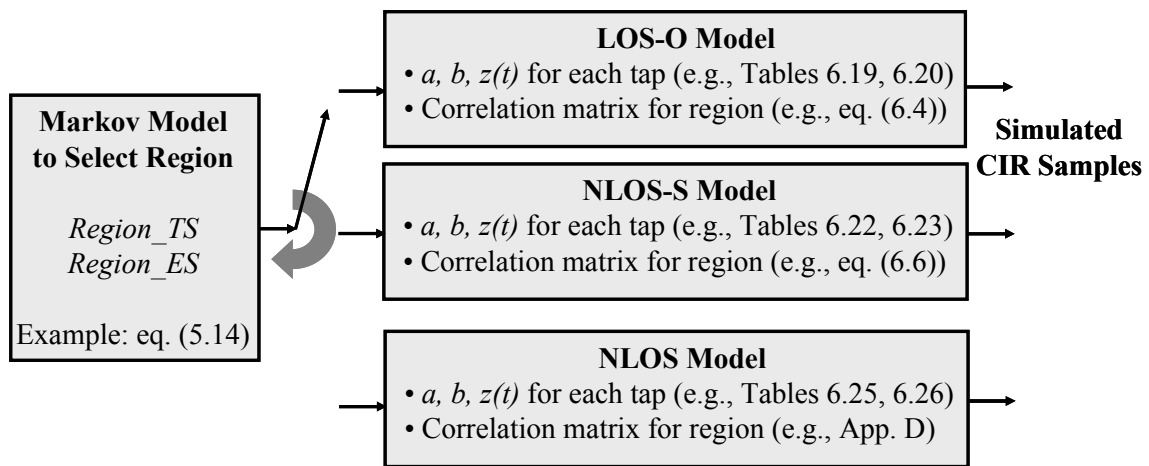 Markov Model
to Select Region
Region_TS
Region_ES
Example: eq. (5.14)
LOS-O Model
• a, b, z(t) for each tap (e.g., Tables 6.19, 6.20)
• Correlation matrix for region (e.g., eq. (6.4))
NLOS-S Model
• a, b, z(t) for each tap (e.g., Tables 6.22, 6.23)
• Correlation matrix for region (e.g., eq. (6.6))
NLOS Model
• a, b, z(t) for each tap (e.g., Tables 6.25, 6.26)
• Correlation matrix for region (e.g., App. D)
Simulated
CIR Samples